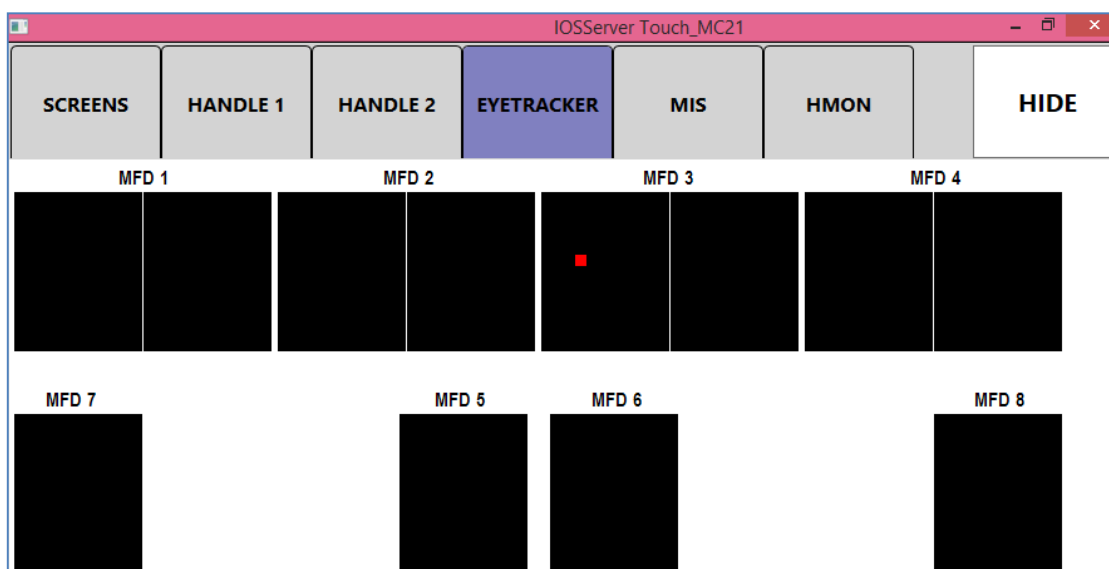 IOSServer Touch_MC21
SCREENS HANDLE 1 HANDLE 2 EYETRACKER MIS HMON HIDE
MFD 1 MFD 2 MFD 3 MFD 4
MFD 7 MFD 5 MFD 6 MFD 8